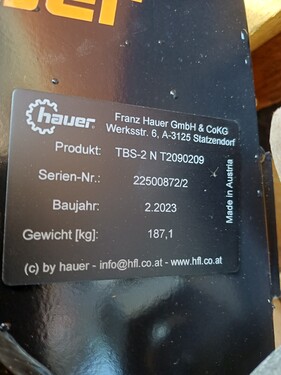 uer
hauer®
Franz Hauer GmbH & CoKG
Werksstr. 6, A-3125 Statzendorf
Produkt: TBS-2 N T2090209
Serien-Nr.: 22500872/2
Baujahr: 2.2023
Gewicht [kg]: 187,1
Made in Austria
(c) by hauer - info@hfl.co.at - www.hfl.co.at